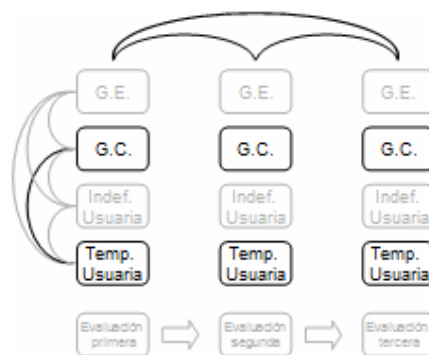 G.E. G.E. G.E.
G.C. G.C. G.C.
Indef. Indef. Indef.
Usuaria Usuaria Usuaria
Temp. Temp. Temp.
Usuaria Usuaria Usuaria
Evaluación Evaluación Evaluación
primera segunda tercera